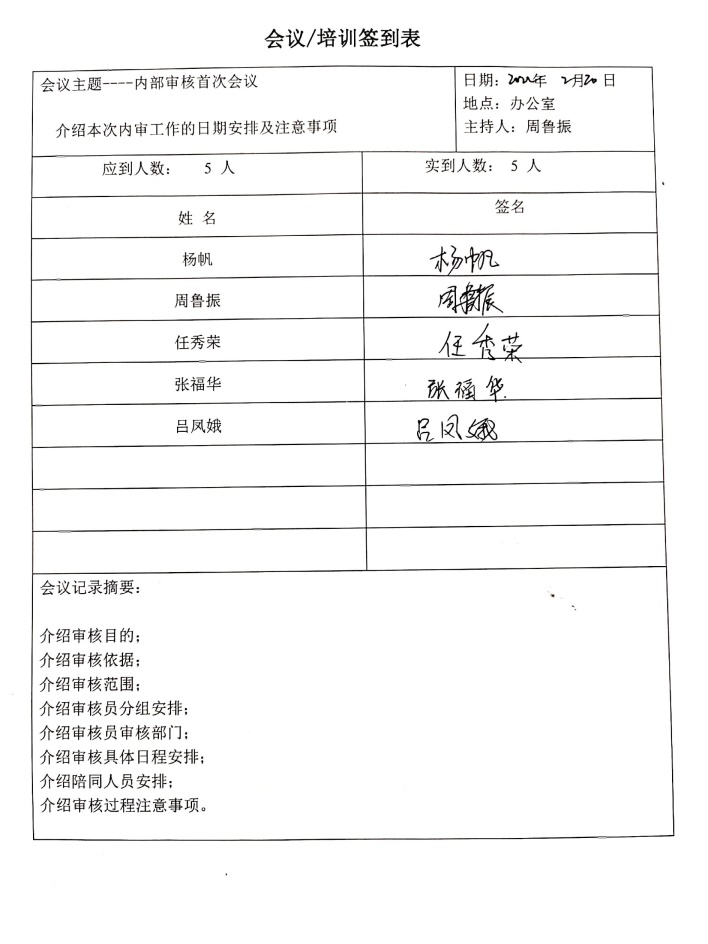 会议/培训签到表
会议主题----内部审核首次会议
日期：2022年 2月20日
地点：办公室
介绍本次内审工作的日期安排及注意事项
主持人：周鲁振
应到人数： 5 人
实到人数： 5 人
姓 名
签名
杨帆
杨帆
周鲁振
周鲁振
任秀荣
任秀荣
张福华
张福华
吕凤娥
吕凤娥
会议记录摘要：
介绍审核目的；
介绍审核依据；
介绍审核范围；
介绍审核员分组安排；
介绍审核员审核部门；
介绍审核具体日程安排；
介绍陪同人员安排；
介绍审核过程注意事项。